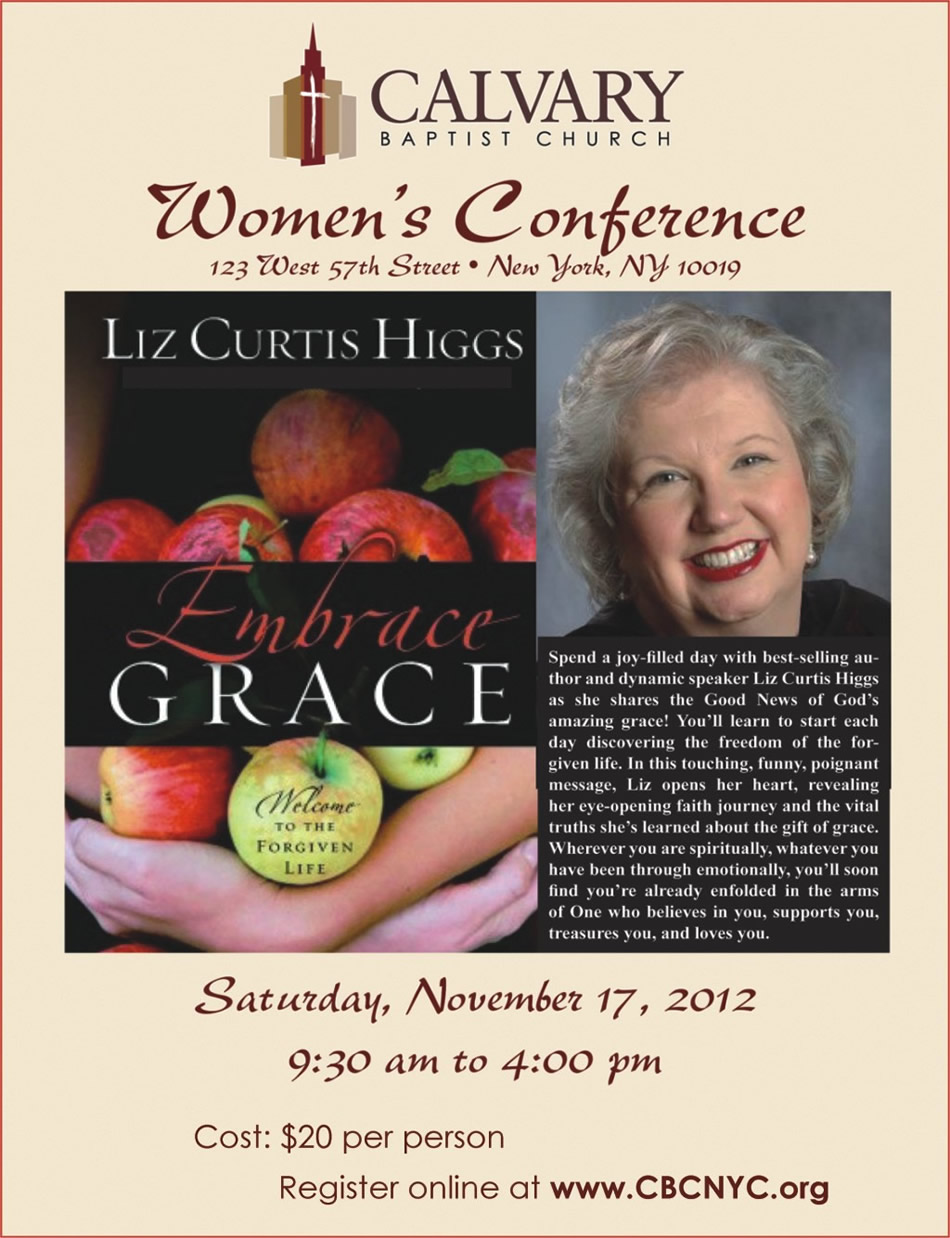 CALVARY
BAPTIST CHURCH
Women's Conference
123 West 57th Street • New York, NY 10019
LIZ CURTIS HIGGS
Embrace
GRACE
Welcome
TO THE
FORGIVEN
LIFE
Spend a joy-filled day with best-selling au-
thor and dynamic speaker Liz Curtis Higgs
as she shares the Good News of God's
amazing grace! You'll learn to start each
day discovering the freedom of the for-
given life. In this touching, funny, poignant
message, Liz opens her heart, revealing
her eye-opening faith journey and the vital
truths she's learned about the gift of grace.
Wherever you are spiritually, whatever you
have been through emotionally, you'll soon
find you're already enfolded in the arms
of One who believes in you, supports you,
treasures you, and loves you.
Saturday, November 17, 2012
9:30 am to 4:00 pm
Cost: $20 per person
Register online at www.CBCNYC.org